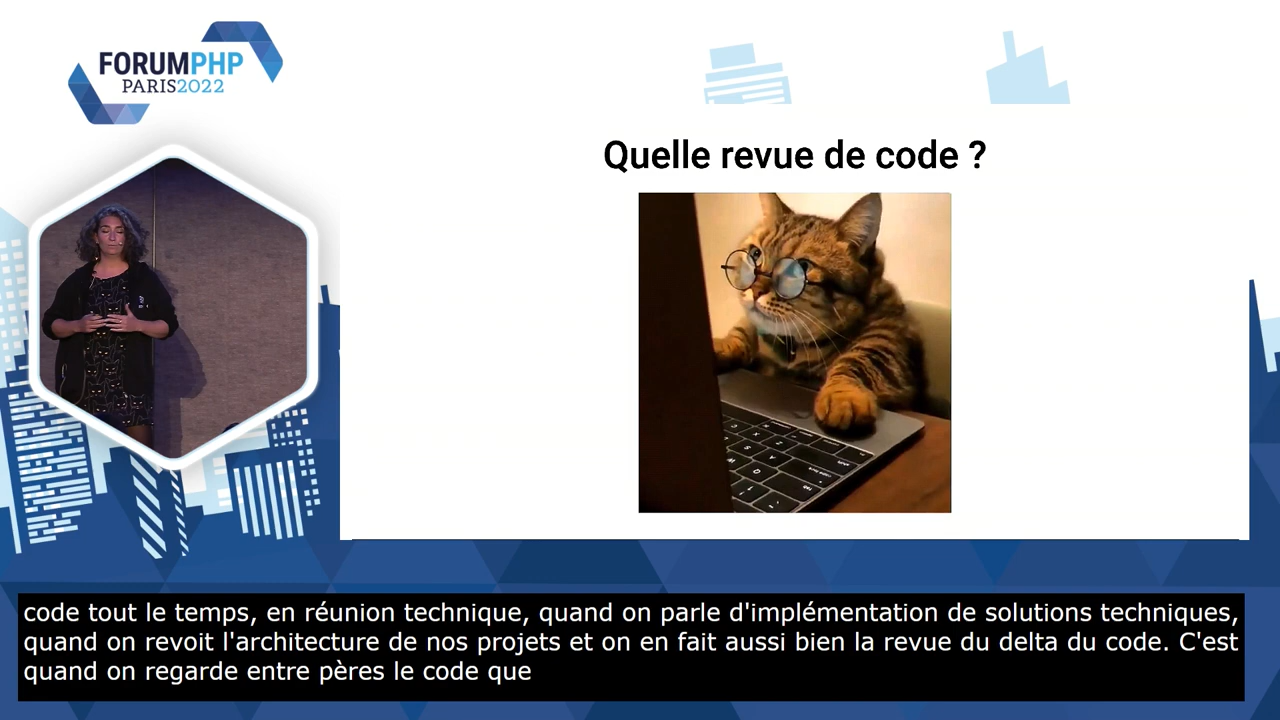 FORUMPHP
PARIS2022
Quelle revue de code ?
code tout le temps, en réunion technique, quand on parle d'implémentation de solutions techniques,
quand on revoit l'architecture de nos projets et on en fait aussi bien la revue du delta du code. C'est
quand on regarde entre pères le code que